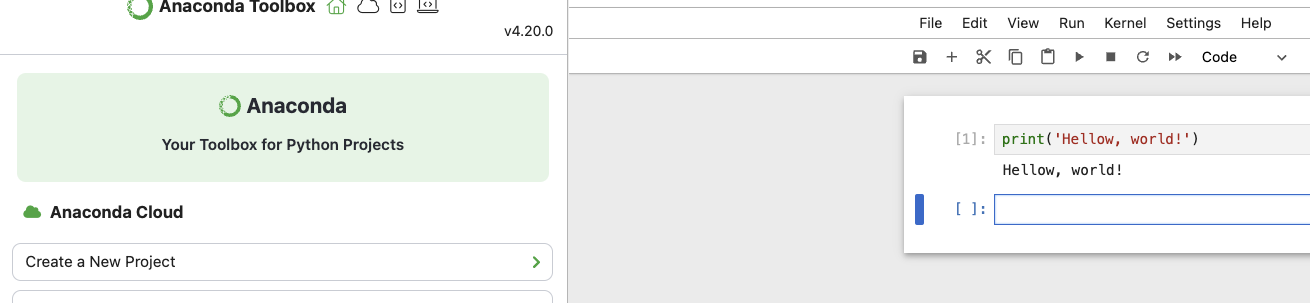 Anaconda Toolbox
v4.20.0
Anaconda
Your Toolbox for Python Projects
Anaconda Cloud
Create a New Project
File Edit View Run Kernel Settings Help
Code
[1]: print('Hellow, world!')
Hellow, world!
[ ]: